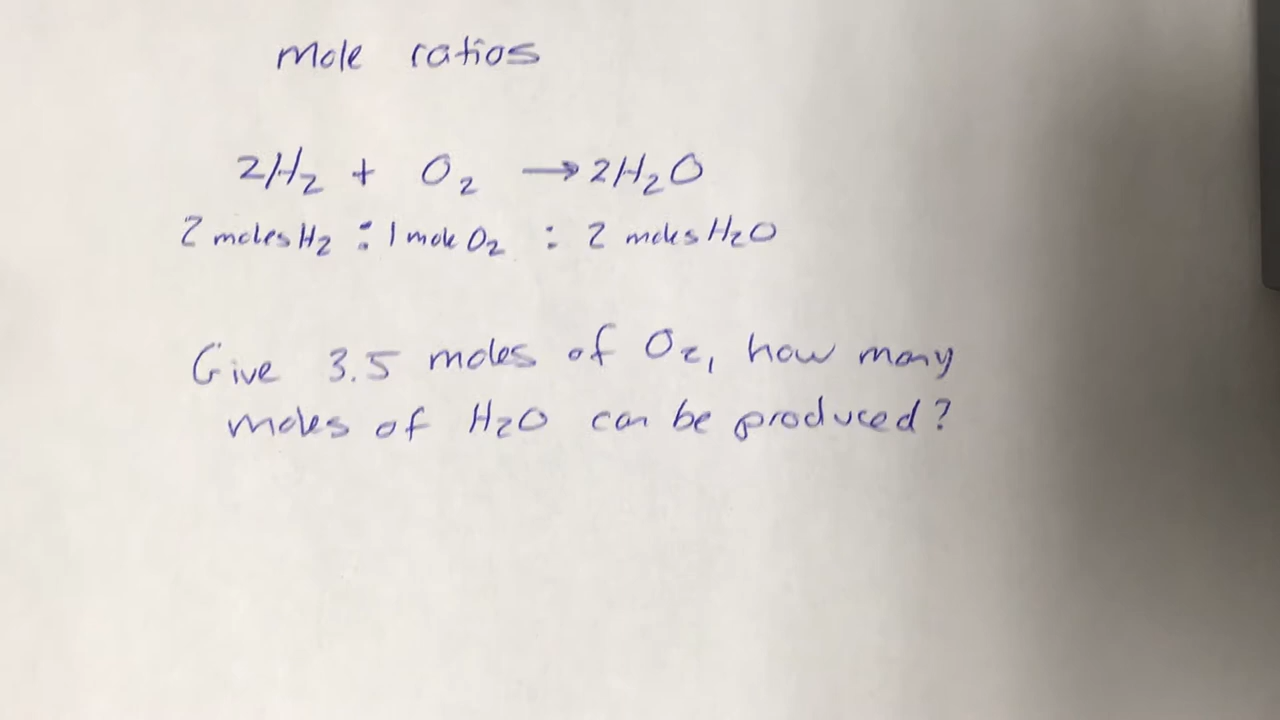 Mole ratios
2H₂ + O₂ → 2H₂O
2 moles H₂ : 1 mole O₂ : 2 moles H₂O
Give 3.5 moles of O₂, how many
moles of H₂O can be produced?